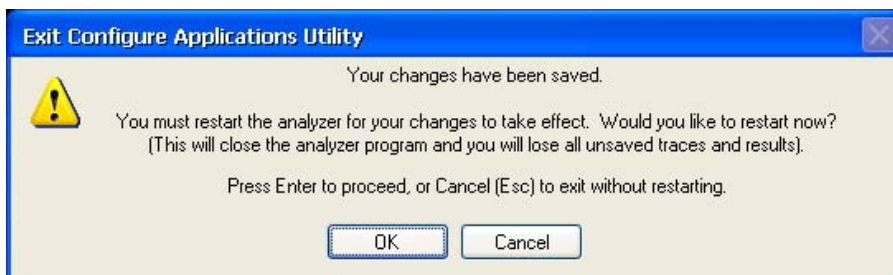 Exit Configure Applications Utility
Your changes have been saved.
You must restart the analyzer for your changes to take effect.  Would you like to restart now?
(This will close the analyzer program and you will lose all unsaved traces and results).
Press Enter to proceed, or Cancel (Esc) to exit without restarting.
OK
Cancel